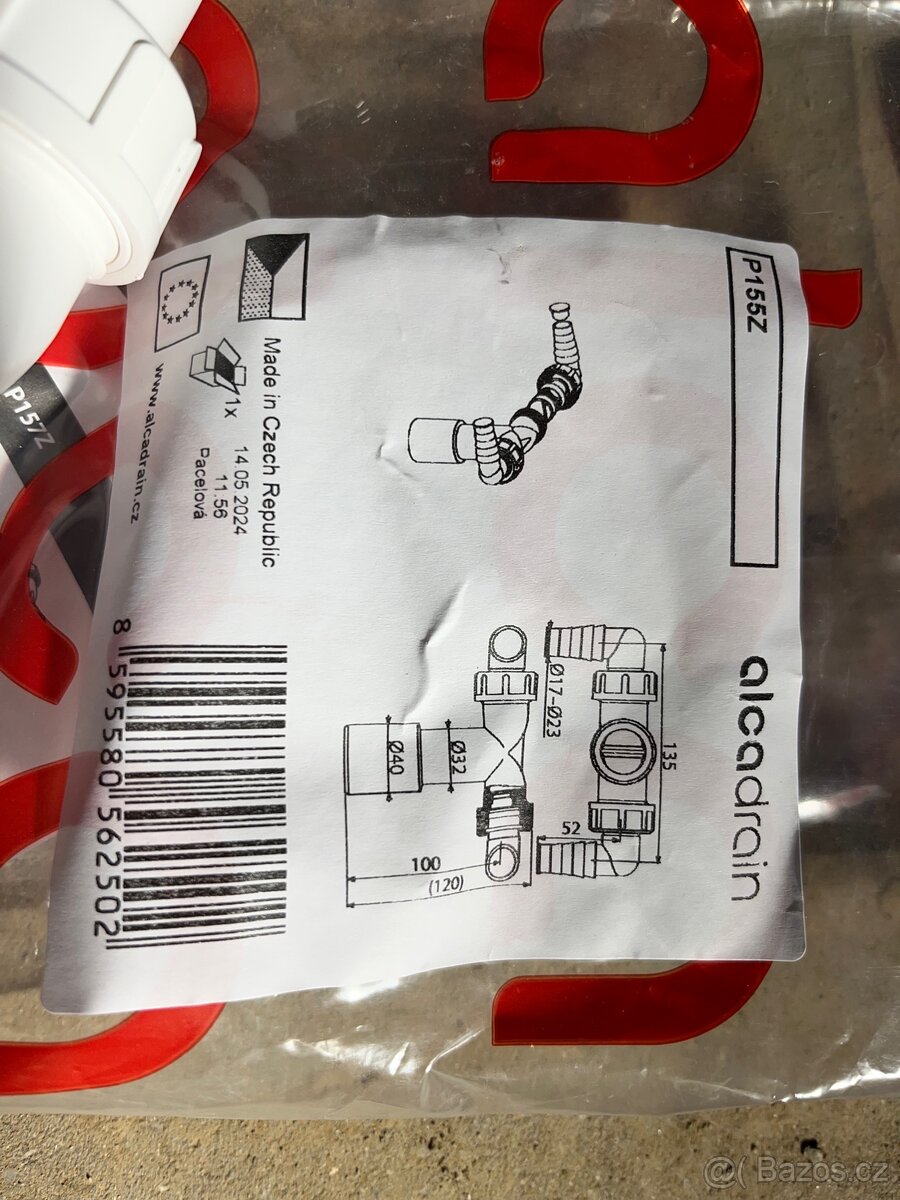 P155Z
alcadrain
135
52
Ø17-Ø23
Ø32
Ø40
100
(120)
Made in Czech Republic
1x
14.05 2024
11.56
Pacelová
www.alcadrain.cz
8 595580 562502
P157Z
@( Bazos.cz